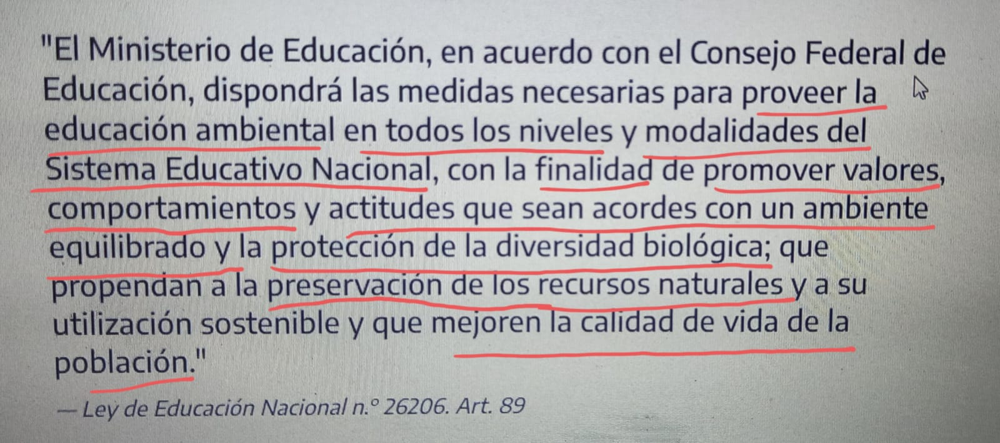 "El Ministerio de Educación, en acuerdo con el Consejo Federal de
Educación, dispondrá las medidas necesarias para proveer la
educación ambiental en todos los niveles y modalidades del
Sistema Educativo Nacional, con la finalidad de promover valores,
comportamientos y actitudes que sean acordes con un ambiente
equilibrado y la protección de la diversidad biológica; que
propendan a la preservación de los recursos naturales y a su
utilización sostenible y que mejoren la calidad de vida de la
población."
— Ley de Educación Nacional n.º 26206. Art. 89